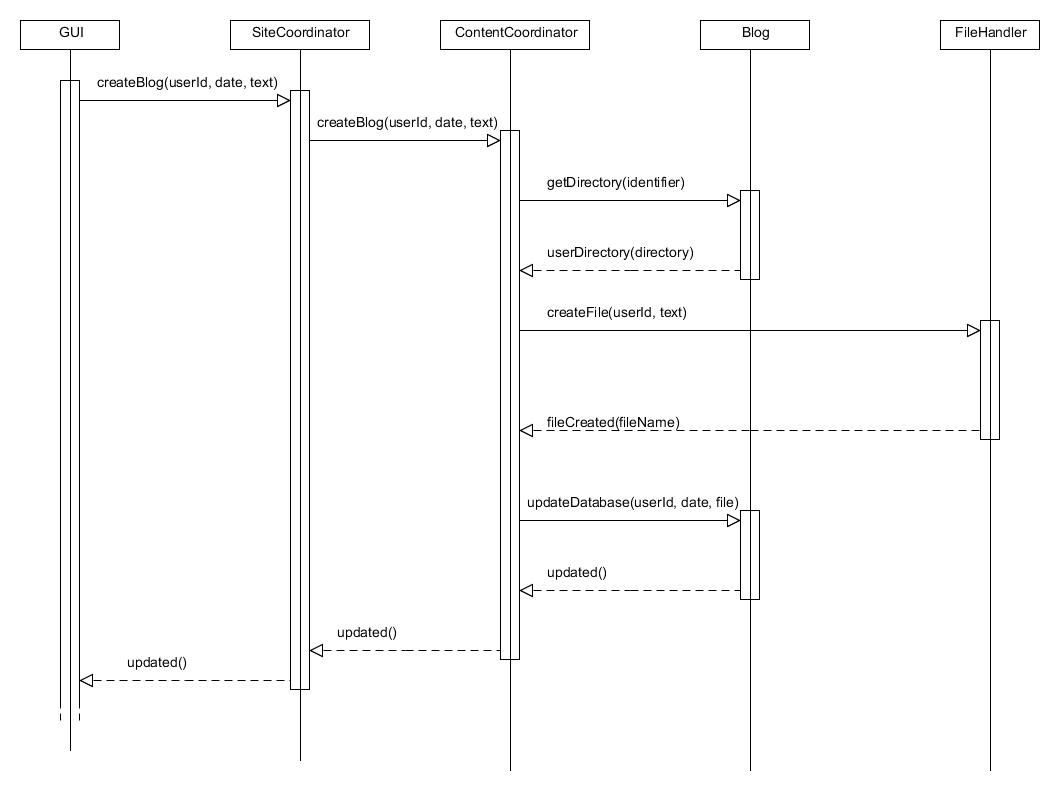 GUI
SiteCoordinator
ContentCoordinator
Blog
FileHandler
createBlog(userId, date, text)
createBlog(userId, date, text)
getDirectory(identifier)
userDirectory(directory)
createFile(userId, text)
fileCreated(fileName)
updateDatabase(userId, date, file)
updated()
updated()
updated()